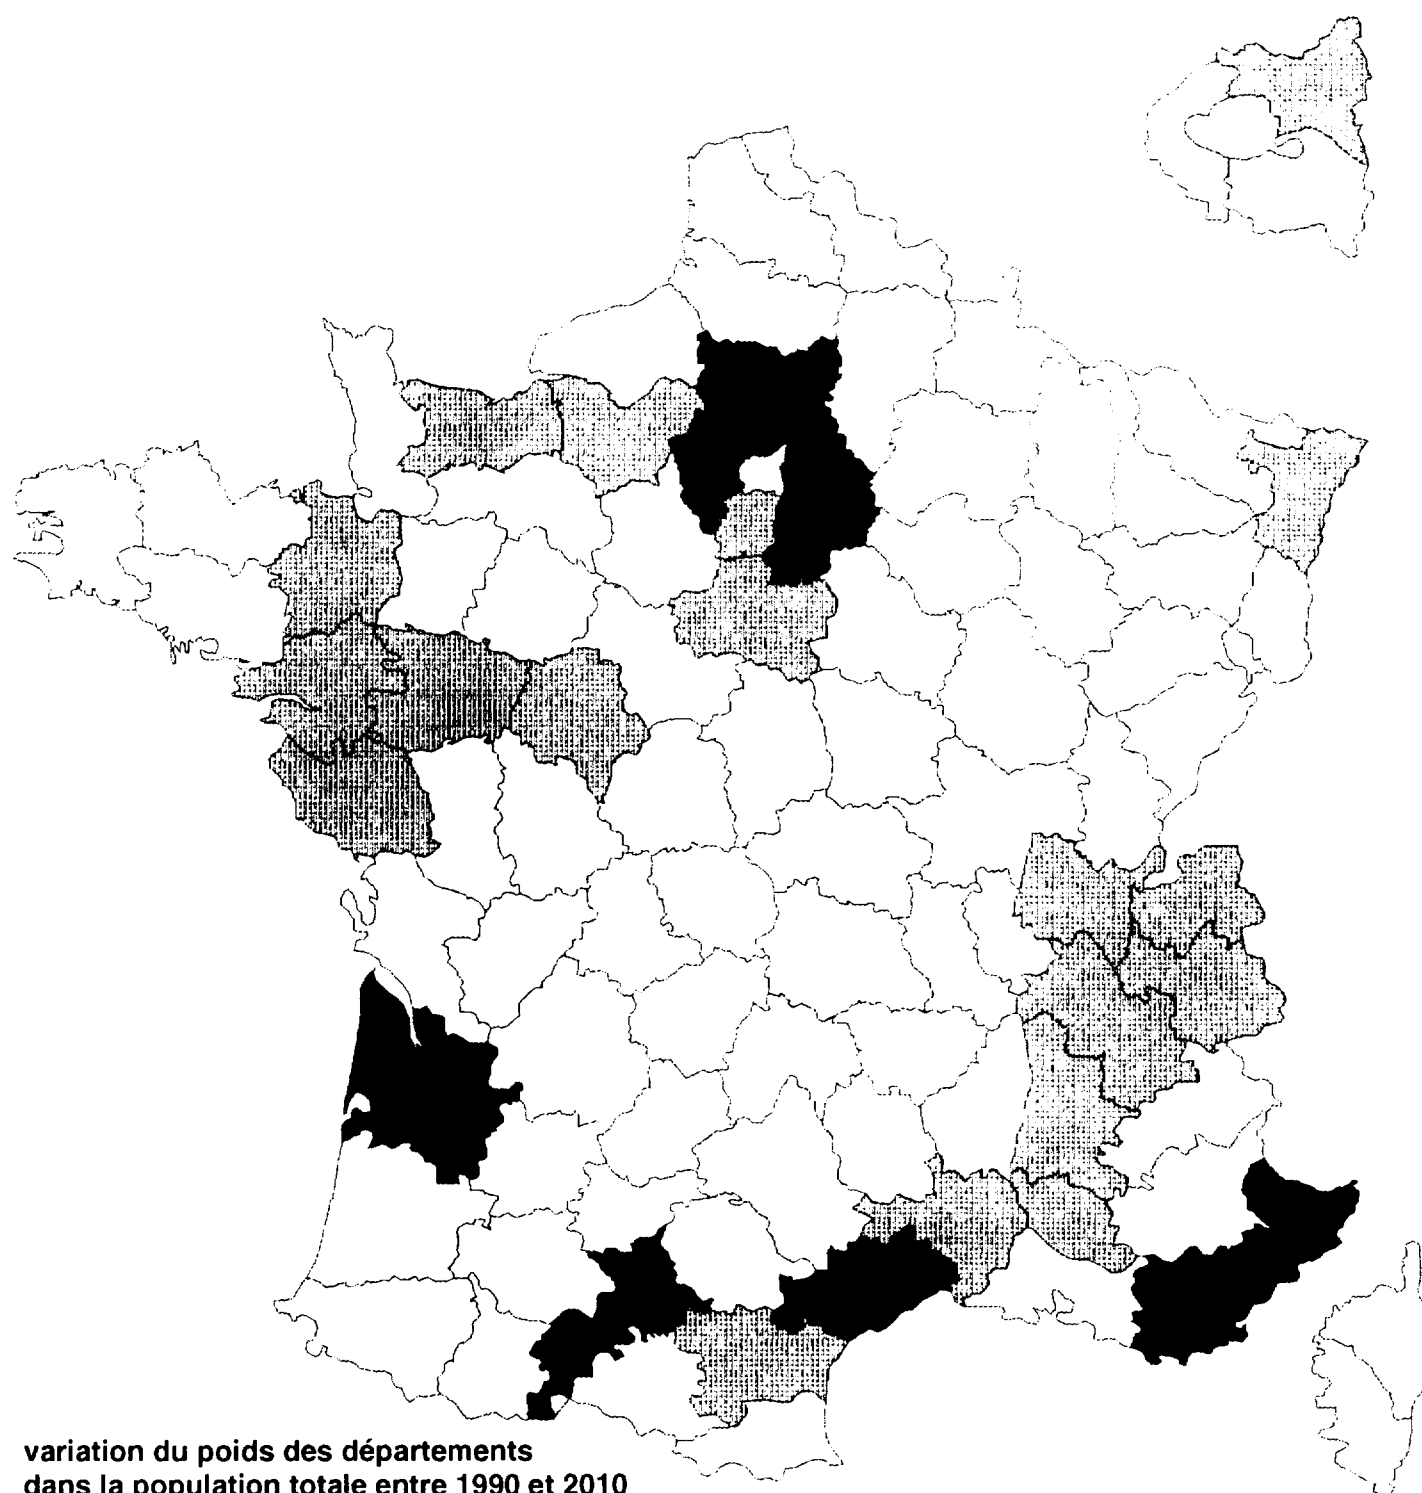 variation du poids des départements
dans la population totale entre 1990 et 2010